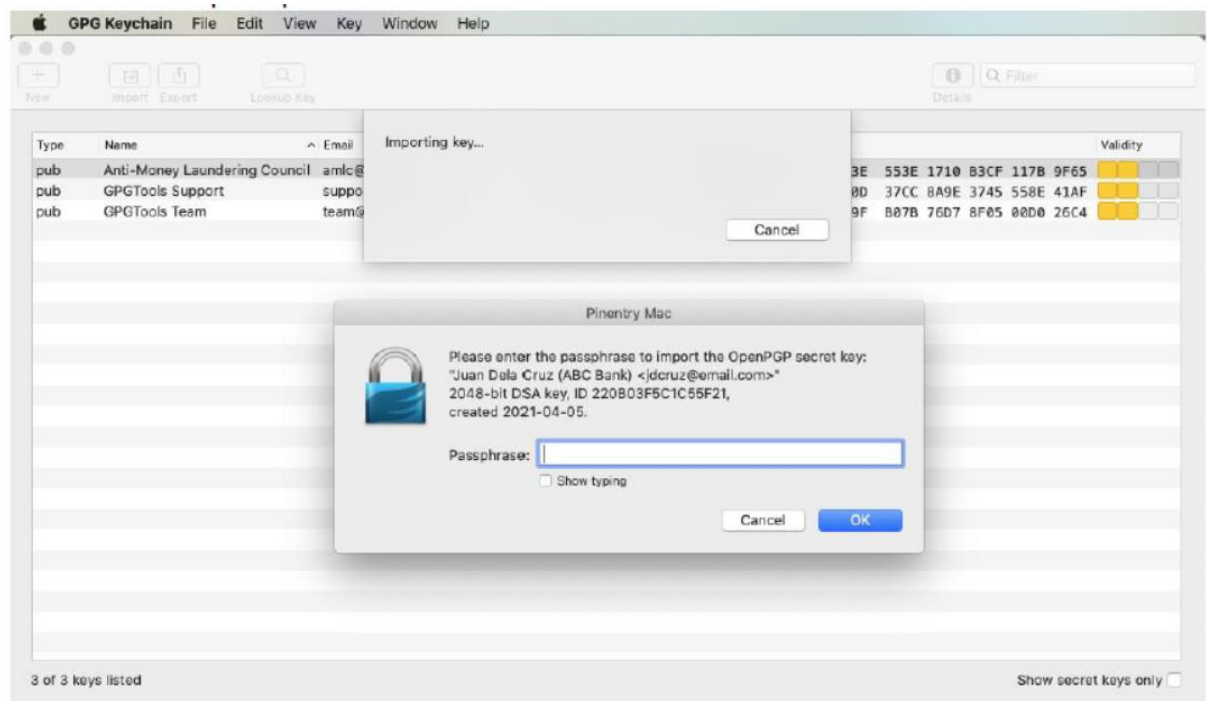 GPG Keychain File Edit View Key Window Help
New Import Export Lookup Key Details
Filter
Importing key...
Cancel
Type Name Email Validity
pub Anti-Money Laundering Council amlc@ 3E 553E 1710 B3CF 117B 9F65
pub GPGTools Support suppo 0D 37CC 8A9E 3745 558E 41AF
pub GPGTools Team team@ 9F B07B 76D7 8F05 00D0 26C4
Pinentry Mac
Please enter the passphrase to import the OpenPGP secret key:
"Juan Dela Cruz (ABC Bank) <jdcruz@email.com>"
2048-bit DSA key, ID 220B03F5C1C55F21,
created 2021-04-05.
Passphrase:
Show typing
Cancel OK
3 of 3 keys listed Show secret keys only